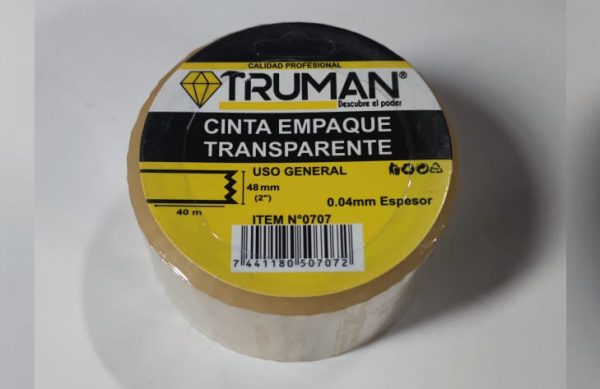 CALIDAD PROFESIONAL
TRUMAN®
Descubre el poder
CINTA EMPAQUE
TRANSPARENTE
USO GENERAL
48 mm
(2")
40 m
0.04mm Espesor
ITEM N°0707
7 441180 507072